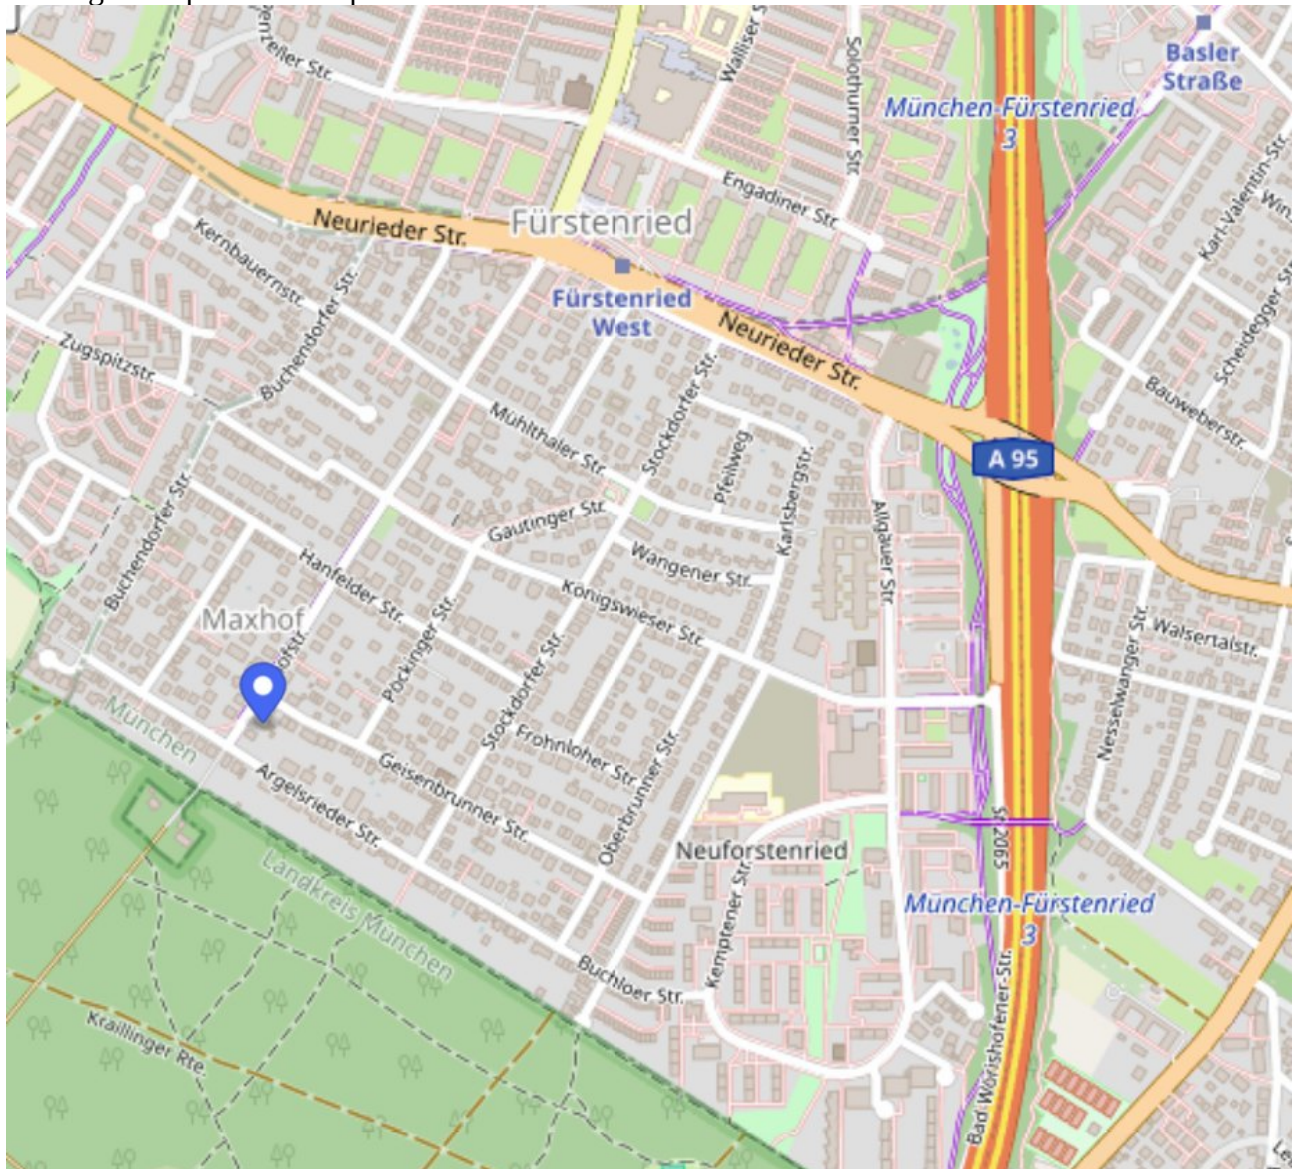 Basler
Straße
enzeller Str.
Walliser S
Solothurner Str.
München-Fürstenried
3
Karl-Valentin-Str.
Engadiner Str.
Fürstenried
Neurieder Str.
Kernbauernstr.
Buchendorfer Str.
Fürstenried
West
Neurieder Str.
Scheidegger St
Zugspitzstr.
Bauweberstr.
Stockdorfer Str.
Mühlthaler Str.
Pfeilweg
Karlsbergstr.
A 95
Gautinger Str.
Allgäuer Str.
Buchendorfer Str.
Hanfelder Str.
Wangener Str.
Königswieser Str.
Maxhof
ofstr.
Pöckinger Str.
Nesselwanger Str.
Walsertalstr.
Stockdorfer Str.
München
Frohnloher Str.
Oberbrunner Str.
Geisenbrunner Str.
Argelsrieder Str.
St 2065
Neuforstenried
Landkreis München
Kemptener Str.
München-Fürstenried
3
Buchloer Str.
Kraillinger Rte.
Bad-Wörishofener-Str.